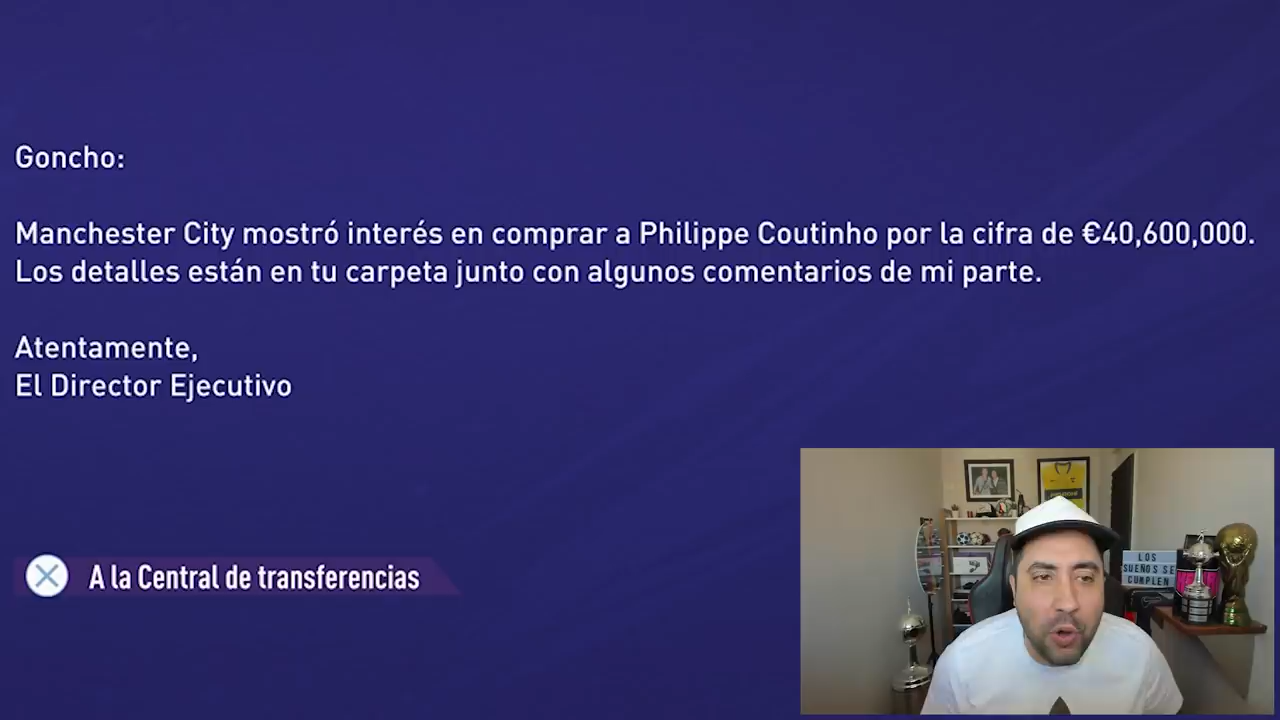 Goncho:
Manchester City mostró interés en comprar a Philippe Coutinho por la cifra de €40,600,000.
Los detalles están en tu carpeta junto con algunos comentarios de mi parte.
Atentamente,
El Director Ejecutivo
A la Central de transferencias
LOS
SUEÑOS SE
CUMPLEN